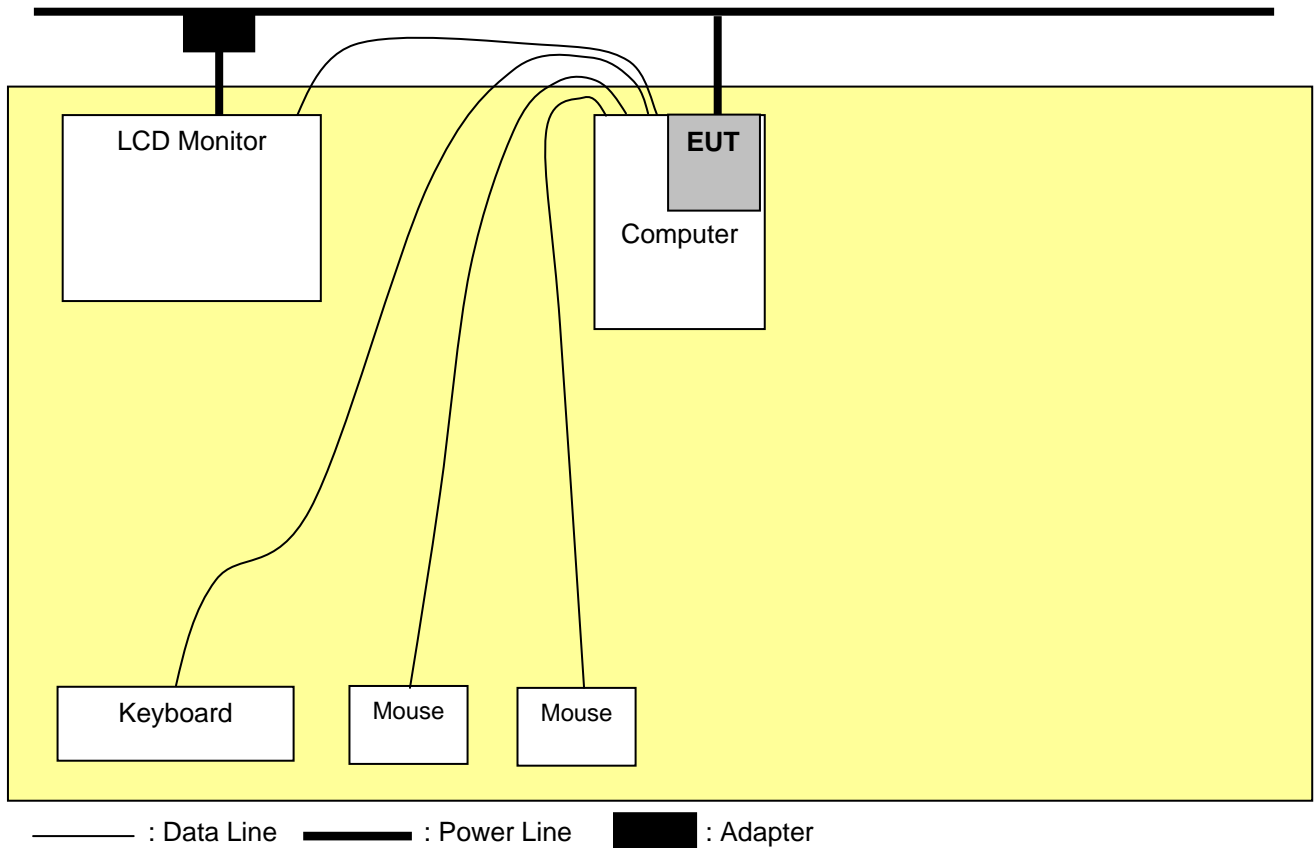 LCD Monitor
EUT
Computer
Keyboard
Mouse
Mouse
: Data Line
: Power Line
: Adapter